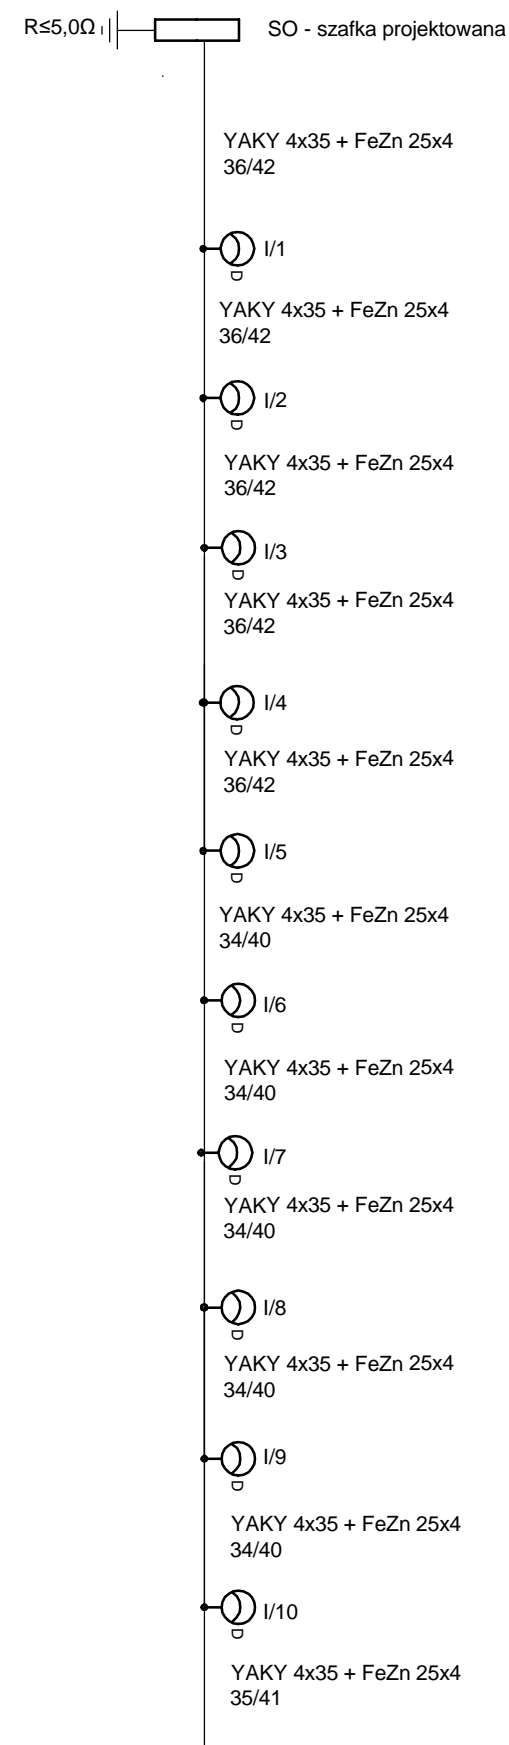 R≤5,0Ω
SO - szafka projektowana
YAKY 4x35 + FeZn 25x4
36/42
I/1
D
YAKY 4x35 + FeZn 25x4
36/42
I/2
D
YAKY 4x35 + FeZn 25x4
36/42
I/3
D
YAKY 4x35 + FeZn 25x4
36/42
I/4
D
YAKY 4x35 + FeZn 25x4
36/42
I/5
D
YAKY 4x35 + FeZn 25x4
34/40
I/6
D
YAKY 4x35 + FeZn 25x4
34/40
I/7
D
YAKY 4x35 + FeZn 25x4
34/40
I/8
D
YAKY 4x35 + FeZn 25x4
34/40
I/9
D
YAKY 4x35 + FeZn 25x4
34/40
I/10
D
YAKY 4x35 + FeZn 25x4
35/41